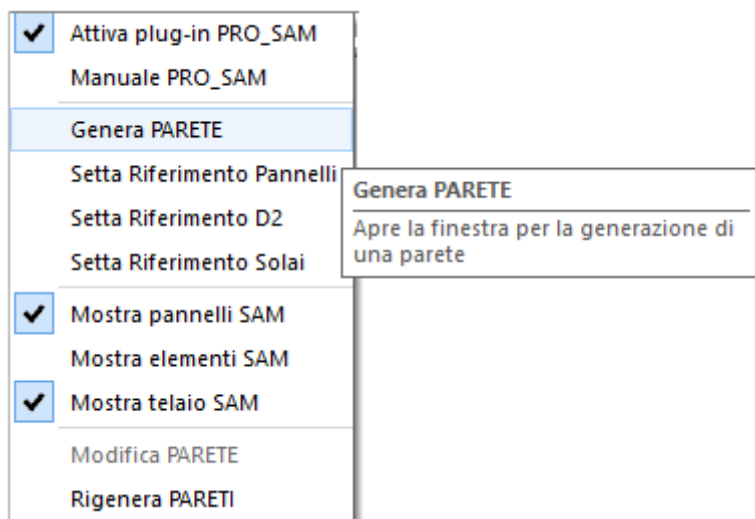 Attiva plug-in PRO_SAM
Manuale PRO_SAM
Genera PARETE
Setta Riferimento Pannelli
Setta Riferimento D2
Setta Riferimento Solai
Mostra pannelli SAM
Mostra elementi SAM
Mostra telaio SAM
Modifica PARETE
Rigenera PARETI
Genera PARETE
Apre la finestra per la generazione di
una parete